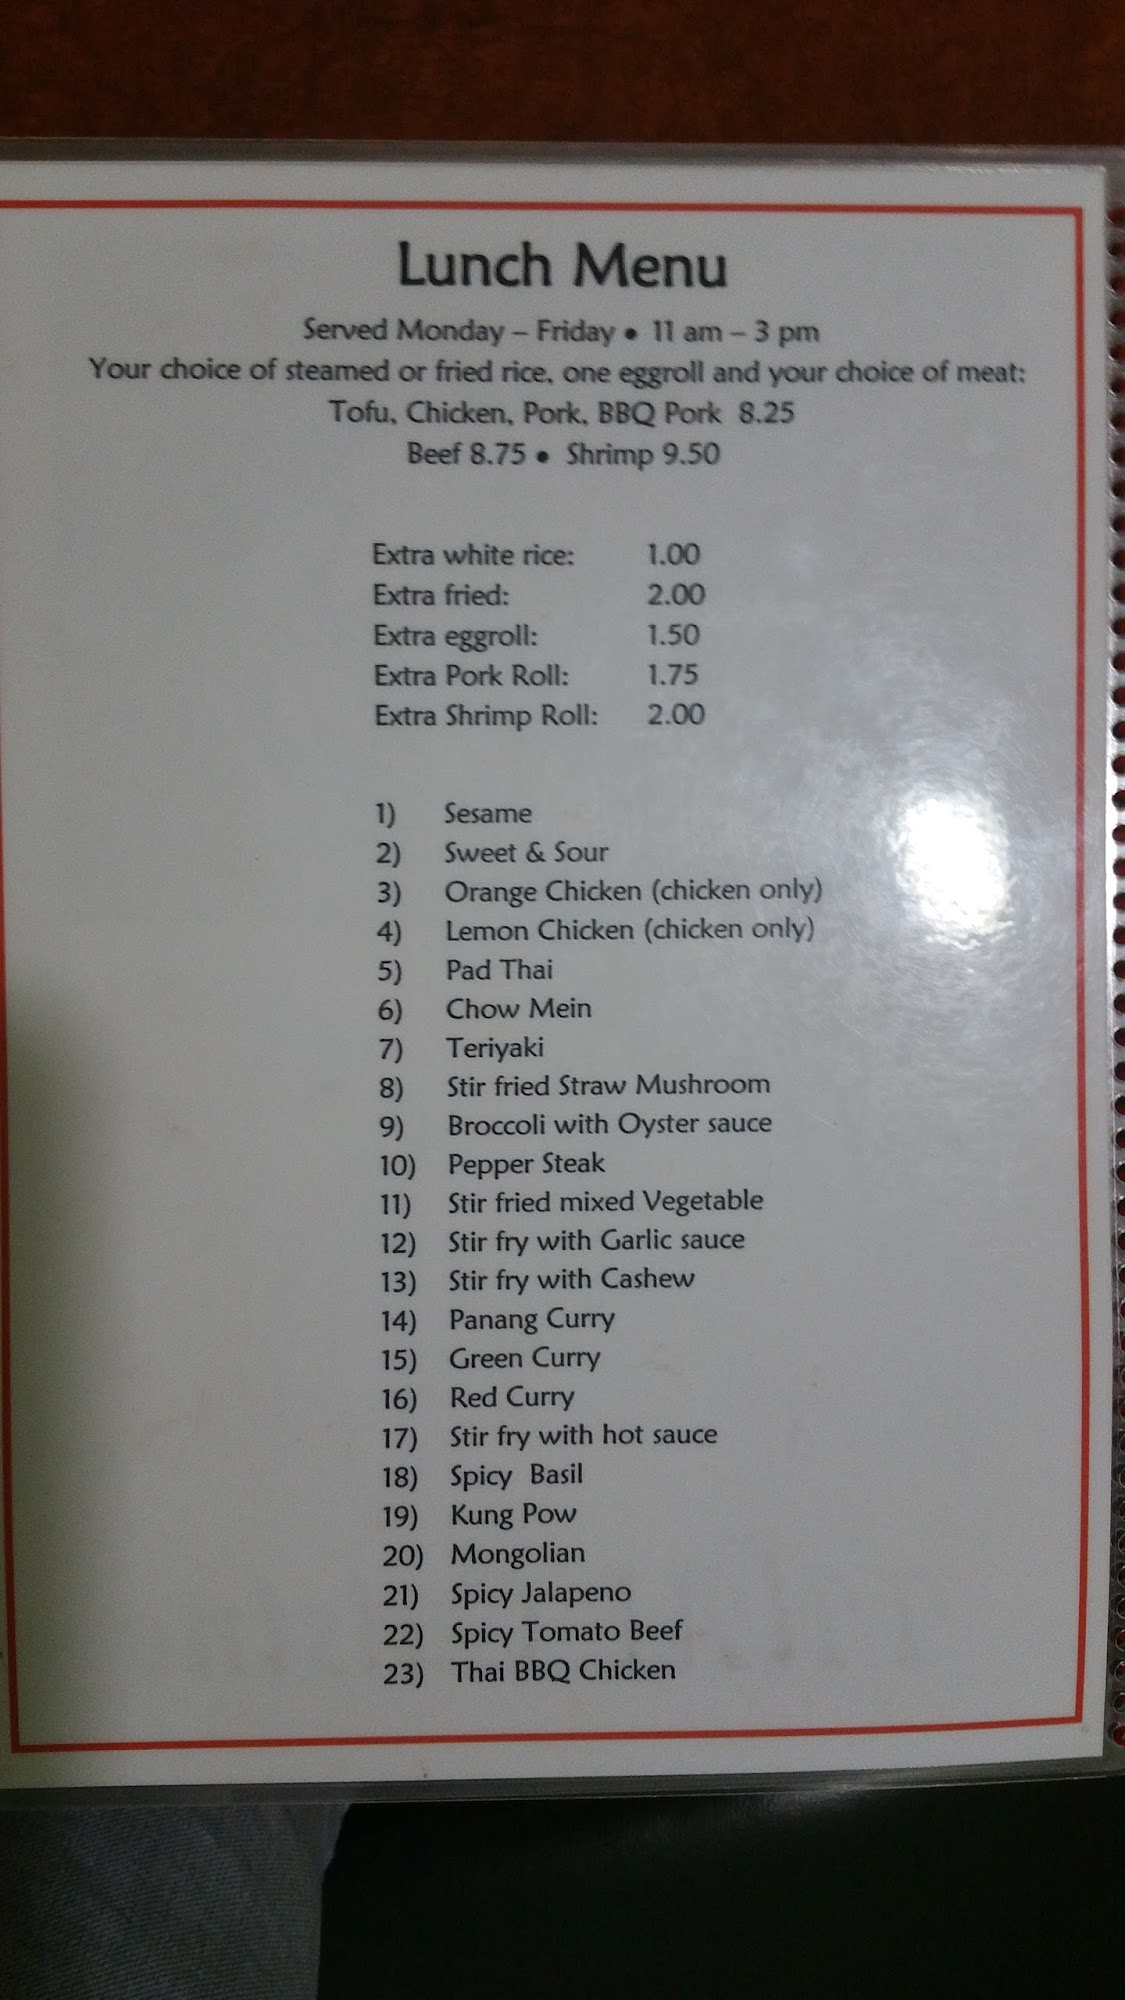 Lunch Menu
Served Monday – Friday • 11 am – 3 pm
Your choice of steamed or fried rice, one eggroll and your choice of meat:
Tofu, Chicken, Pork, BBQ Pork 8.25
Beef 8.75 • Shrimp 9.50
Extra white rice: 1.00
Extra fried: 2.00
Extra eggroll: 1.50
Extra Pork Roll: 1.75
Extra Shrimp Roll: 2.00
1) Sesame
2) Sweet & Sour
3) Orange Chicken (chicken only)
4) Lemon Chicken (chicken only)
5) Pad Thai
6) Chow Mein
7) Teriyaki
8) Stir fried Straw Mushroom
9) Broccoli with Oyster sauce
10) Pepper Steak
11) Stir fried mixed Vegetable
12) Stir fry with Garlic sauce
13) Stir fry with Cashew
14) Panang Curry
15) Green Curry
16) Red Curry
17) Stir fry with hot sauce
18) Spicy Basil
19) Kung Pow
20) Mongolian
21) Spicy Jalapeno
22) Spicy Tomato Beef
23) Thai BBQ Chicken